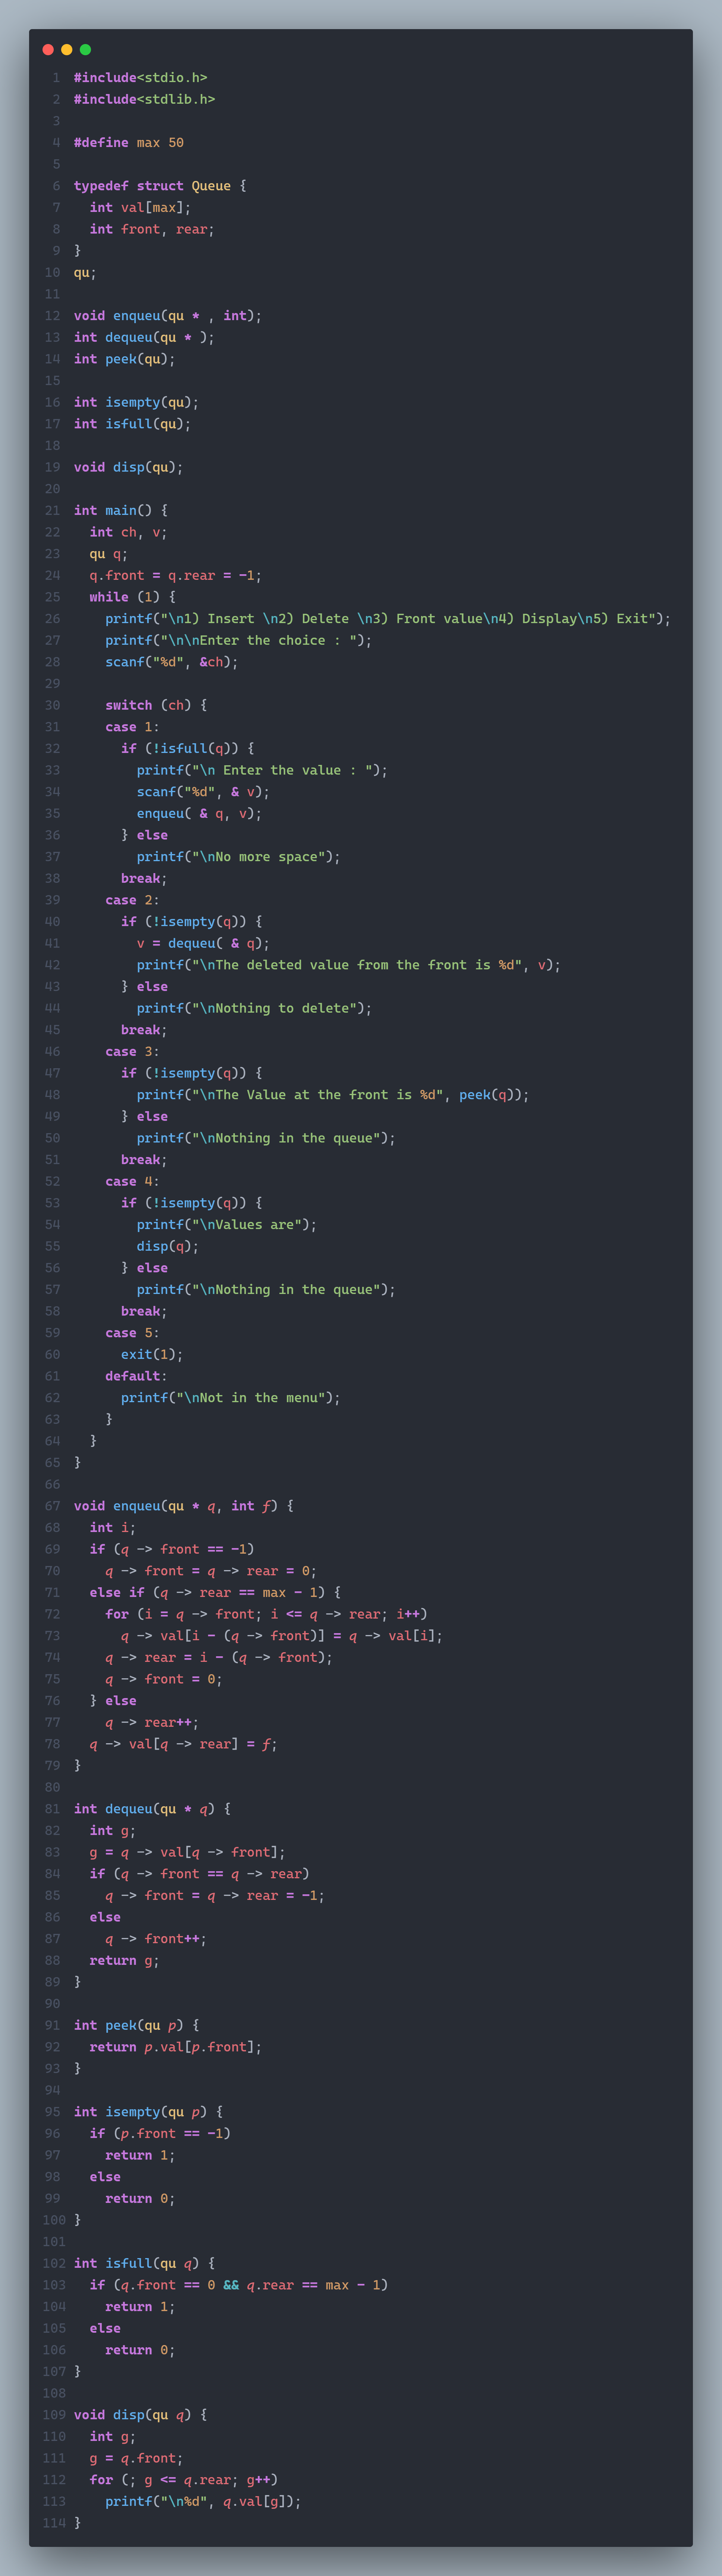 1 #include<stdio.h>
2 #include<stdlib.h>
3
4 #define max 50
5
6 typedef struct Queue {
7   int val[max];
8   int front, rear;
9 }
10 qu;
11
12 void enqueu(qu * , int);
13 int dequeu(qu * );
14 int peek(qu);
15
16 int isempty(qu);
17 int isfull(qu);
18
19 void disp(qu);
20
21 int main() {
22   int ch, v;
23   qu q;
24   q.front = q.rear = -1;
25   while (1) {
26     printf("\n1) Insert \n2) Delete \n3) Front value\n4) Display\n5) Exit");
27     printf("\n\nEnter the choice : ");
28     scanf("%d", &ch);
29
30     switch (ch) {
31     case 1:
32       if (!isfull(q)) {
33         printf("\n Enter the value : ");
34         scanf("%d", & v);
35         enqueu( & q, v);
36       } else
37         printf("\nNo more space");
38       break;
39     case 2:
40       if (!isempty(q)) {
41         v = dequeu( & q);
42         printf("\nThe deleted value from the front is %d", v);
43       } else
44         printf("\nNothing to delete");
45       break;
46     case 3:
47       if (!isempty(q)) {
48         printf("\nThe Value at the front is %d", peek(q));
49       } else
50         printf("\nNothing in the queue");
51       break;
52     case 4:
53       if (!isempty(q)) {
54         printf("\nValues are");
55         disp(q);
56       } else
57         printf("\nNothing in the queue");
58       break;
59     case 5:
60       exit(1);
61     default:
62       printf("\nNot in the menu");
63     }
64   }
65 }
66
67 void enqueu(qu * q, int f) {
68   int i;
69   if (q -> front == -1)
70     q -> front = q -> rear = 0;
71   else if (q -> rear == max - 1) {
72     for (i = q -> front; i <= q -> rear; i++)
73       q -> val[i - (q -> front)] = q -> val[i];
74     q -> rear = i - (q -> front);
75     q -> front = 0;
76   } else
77     q -> rear++;
78   q -> val[q -> rear] = f;
79 }
80
81 int dequeu(qu * q) {
82   int g;
83   g = q -> val[q -> front];
84   if (q -> front == q -> rear)
85     q -> front = q -> rear = -1;
86   else
87     q -> front++;
88   return g;
89 }
90
91 int peek(qu p) {
92   return p.val[p.front];
93 }
94
95 int isempty(qu p) {
96   if (p.front == -1)
97     return 1;
98   else
99     return 0;
100 }
101
102 int isfull(qu q) {
103   if (q.front == 0 && q.rear == max - 1)
104     return 1;
105   else
106     return 0;
107 }
108
109 void disp(qu q) {
110   int g;
111   g = q.front;
112   for (; g <= q.rear; g++)
113     printf("\n%d", q.val[g]);
114 }